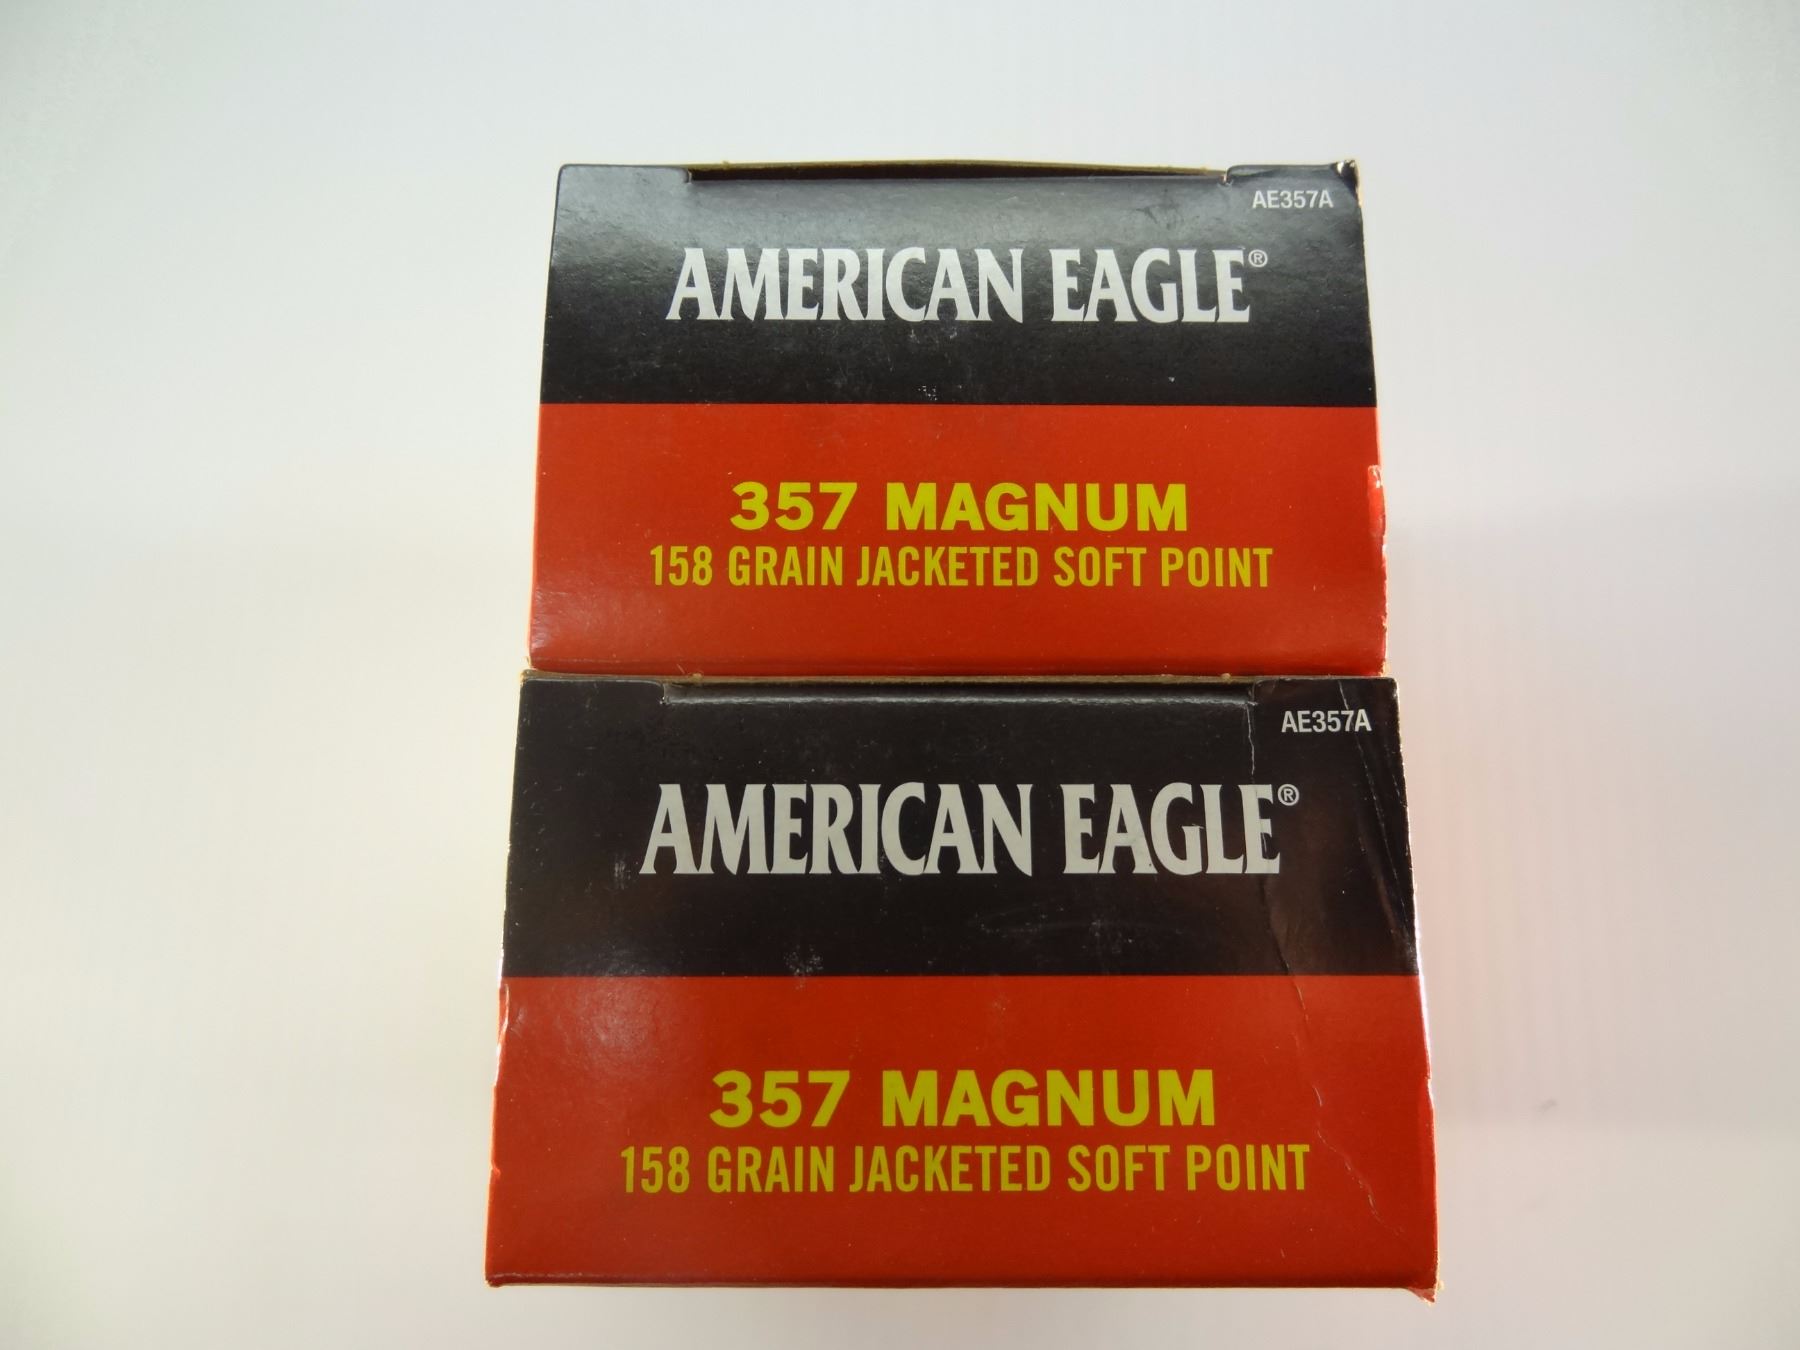 AE357A
AMERICAN EAGLE®
357 MAGNUM
158 GRAIN JACKETED SOFT POINT
AE357A
AMERICAN EAGLE®
357 MAGNUM
158 GRAIN JACKETED SOFT POINT